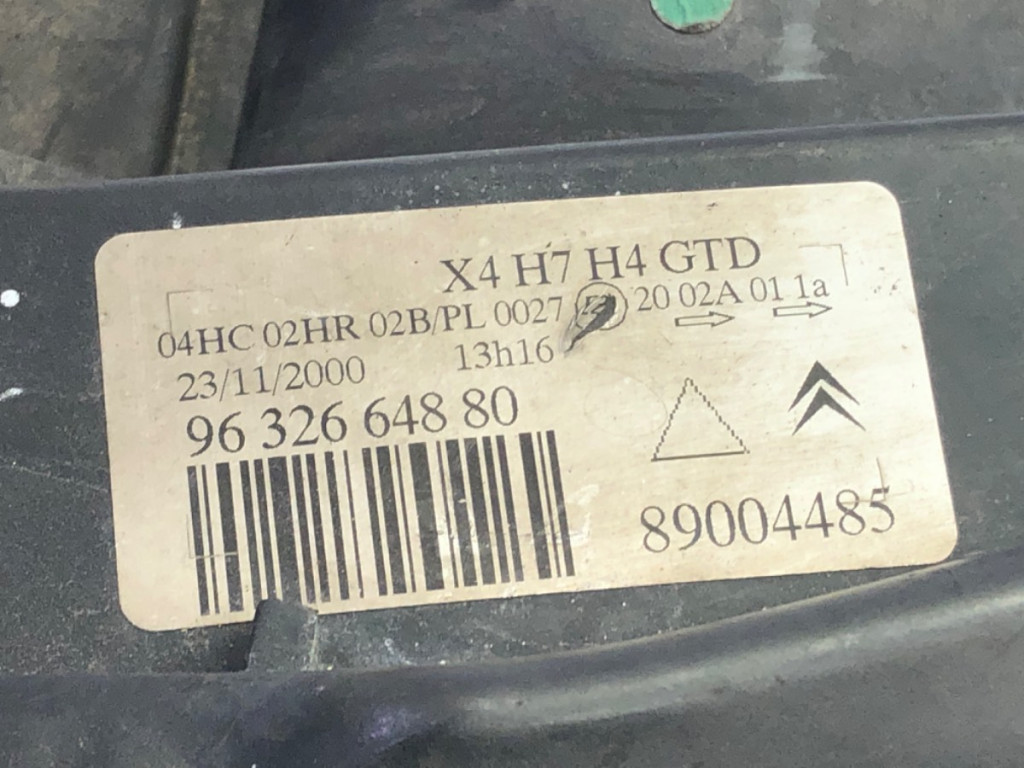 X4 H7 H4 GTD
04HC 02HR 02B/PL 0027 20 02A 01 1a
23/11/2000 13h16
96 326 648 80
89004485